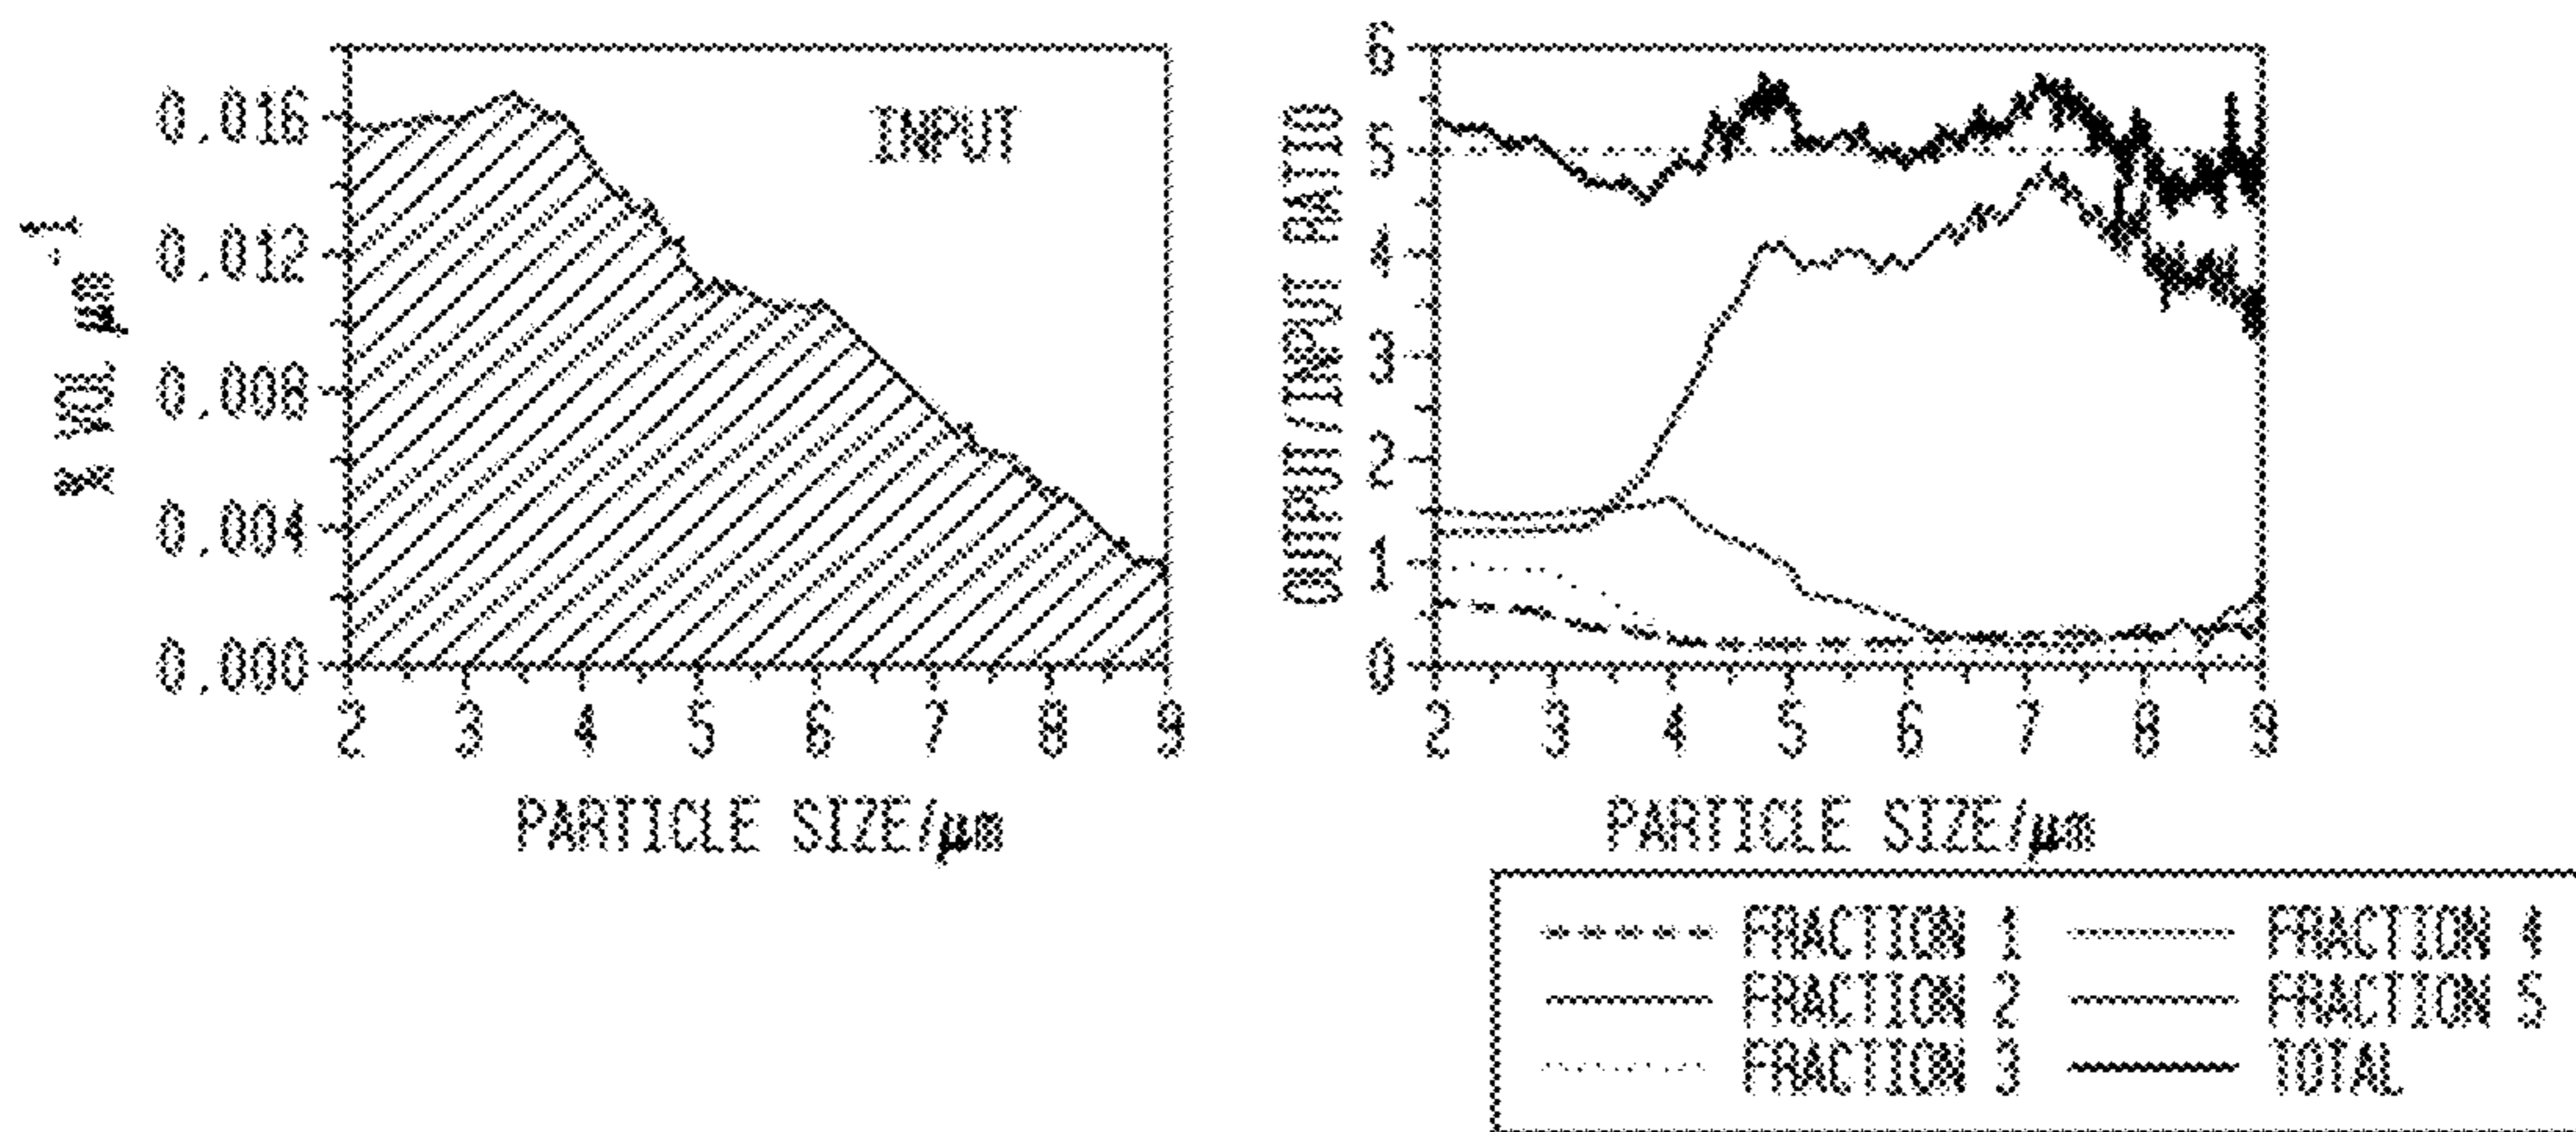 % VOL µm-1
0.016
0.012
0.008
0.004
0.000
INPUT
2 3 4 5 6 7 8 9
PARTICLE SIZE/µm
OUTPUT/INPUT RATIO
6
5
4
3
2
1
0
2 3 4 5 6 7 8 9
PARTICLE SIZE/µm
FRACTION 1
FRACTION 2
FRACTION 3
FRACTION 4
FRACTION 5
TOTAL